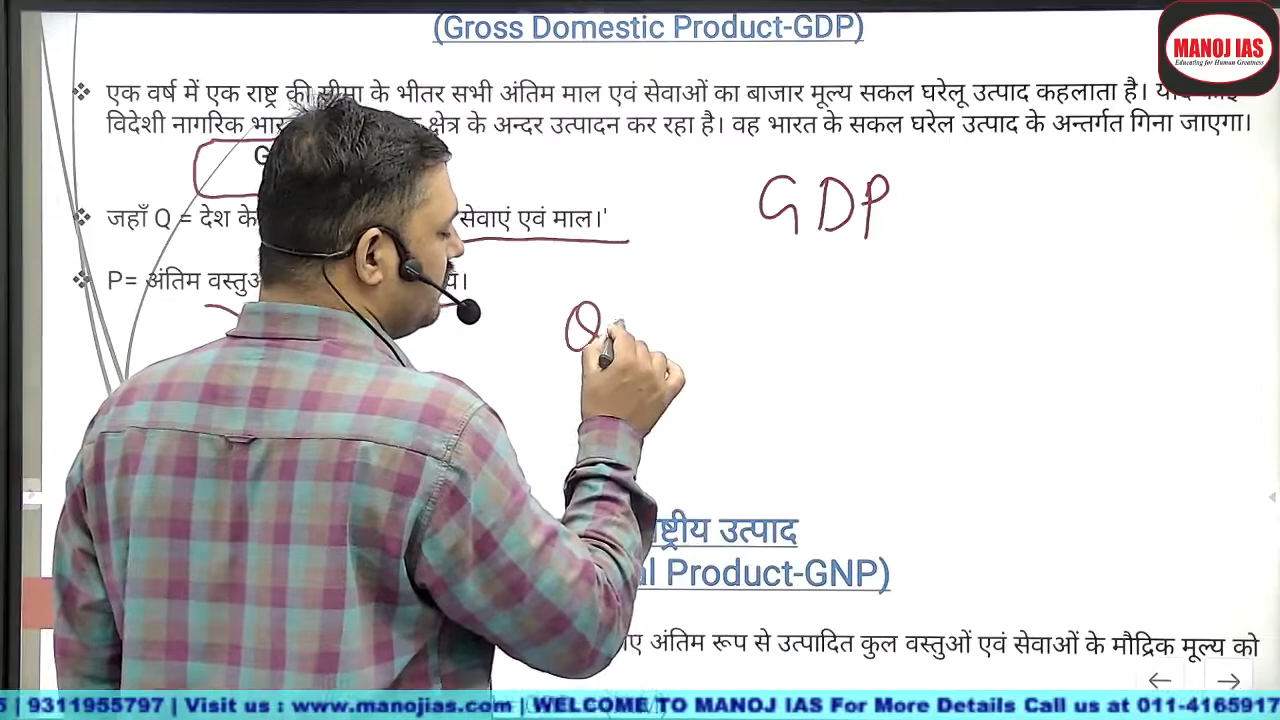 (Gross Domestic Product-GDP)
MANOJ IAS
Educating for Human Greatness
एक वर्ष में एक राष्ट्र की सीमा के भीतर सभी अंतिम माल एवं सेवाओं का बाजार मूल्य सकल घरेलू उत्पाद कहलाता है।
विदेशी नागरिक क्षेत्र के अन्दर उत्पादन कर रहा है। वह भारत के सकल घरेल उत्पाद के अन्तर्गत गिना जाएगा।
G
GDP
जहाँ Q = देश के सेवाएं एवं माल।'
P= अंतिम
Q
उत्पाद
Product-GNP)
अंतिम रूप से उत्पादित कुल वस्तुओं एवं सेवाओं के मौद्रिक मूल्य को
| 9311955797 | Visit us : www.manojias.com | WELCOME TO MANOJ IAS For More Details Call us at 011-4165917